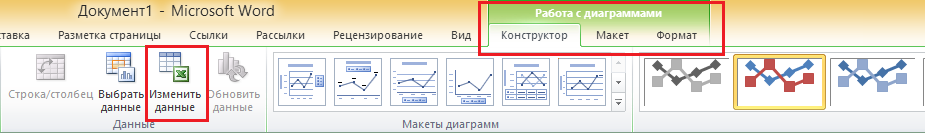 Документ1 - Microsoft Word
Работа с диаграммами
ставка Разметка страницы Ссылки Рассылки Рецензирование Вид Конструктор Макет Формат
Строка/столбец Выбрать данные Изменить данные Обновить данные
Данные
Макеты диаграмм